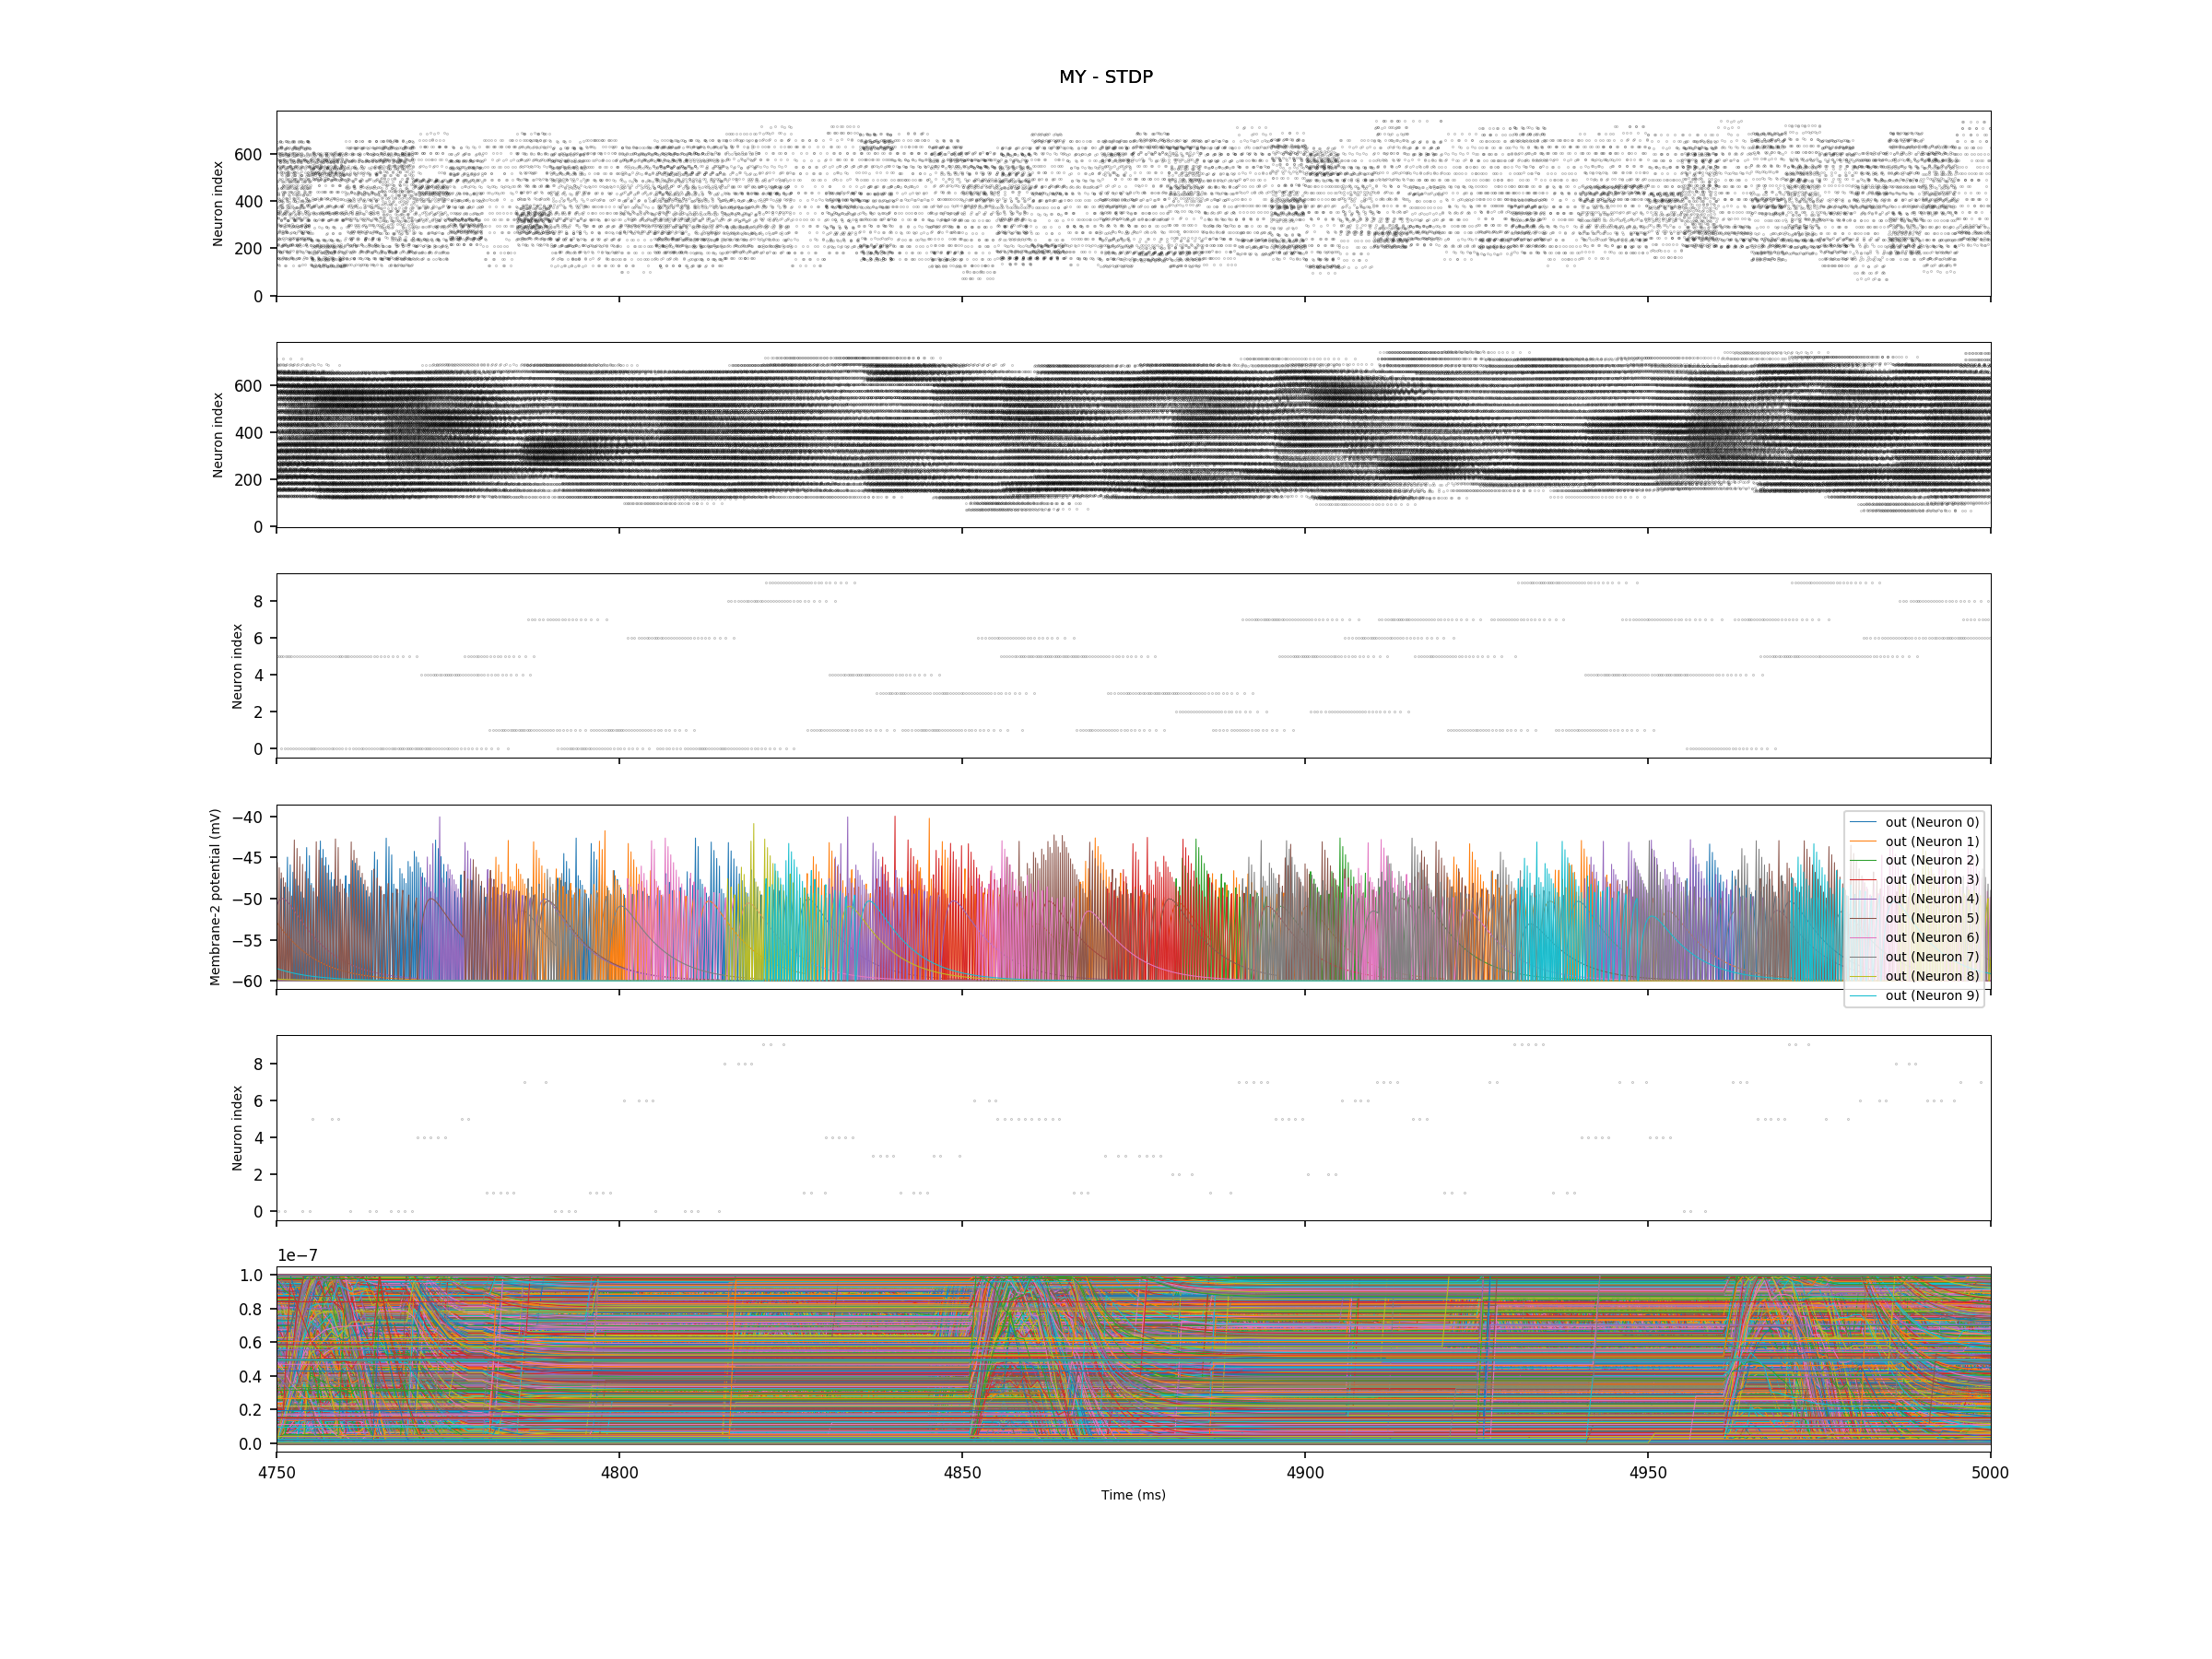 MY - STDP
Neuron index
600
400
200
0
Neuron index
600
400
200
0
Neuron index
8
6
4
2
0
Membrane-2 potential (mV)
−40
−45
−50
−55
−60
out (Neuron 0)
out (Neuron 1)
out (Neuron 2)
out (Neuron 3)
out (Neuron 4)
out (Neuron 5)
out (Neuron 6)
out (Neuron 7)
out (Neuron 8)
out (Neuron 9)
Neuron index
8
6
4
2
0
1e−7
1.0
0.8
0.6
0.4
0.2
0.0
4750 4800 4850 4900 4950 5000
Time (ms)